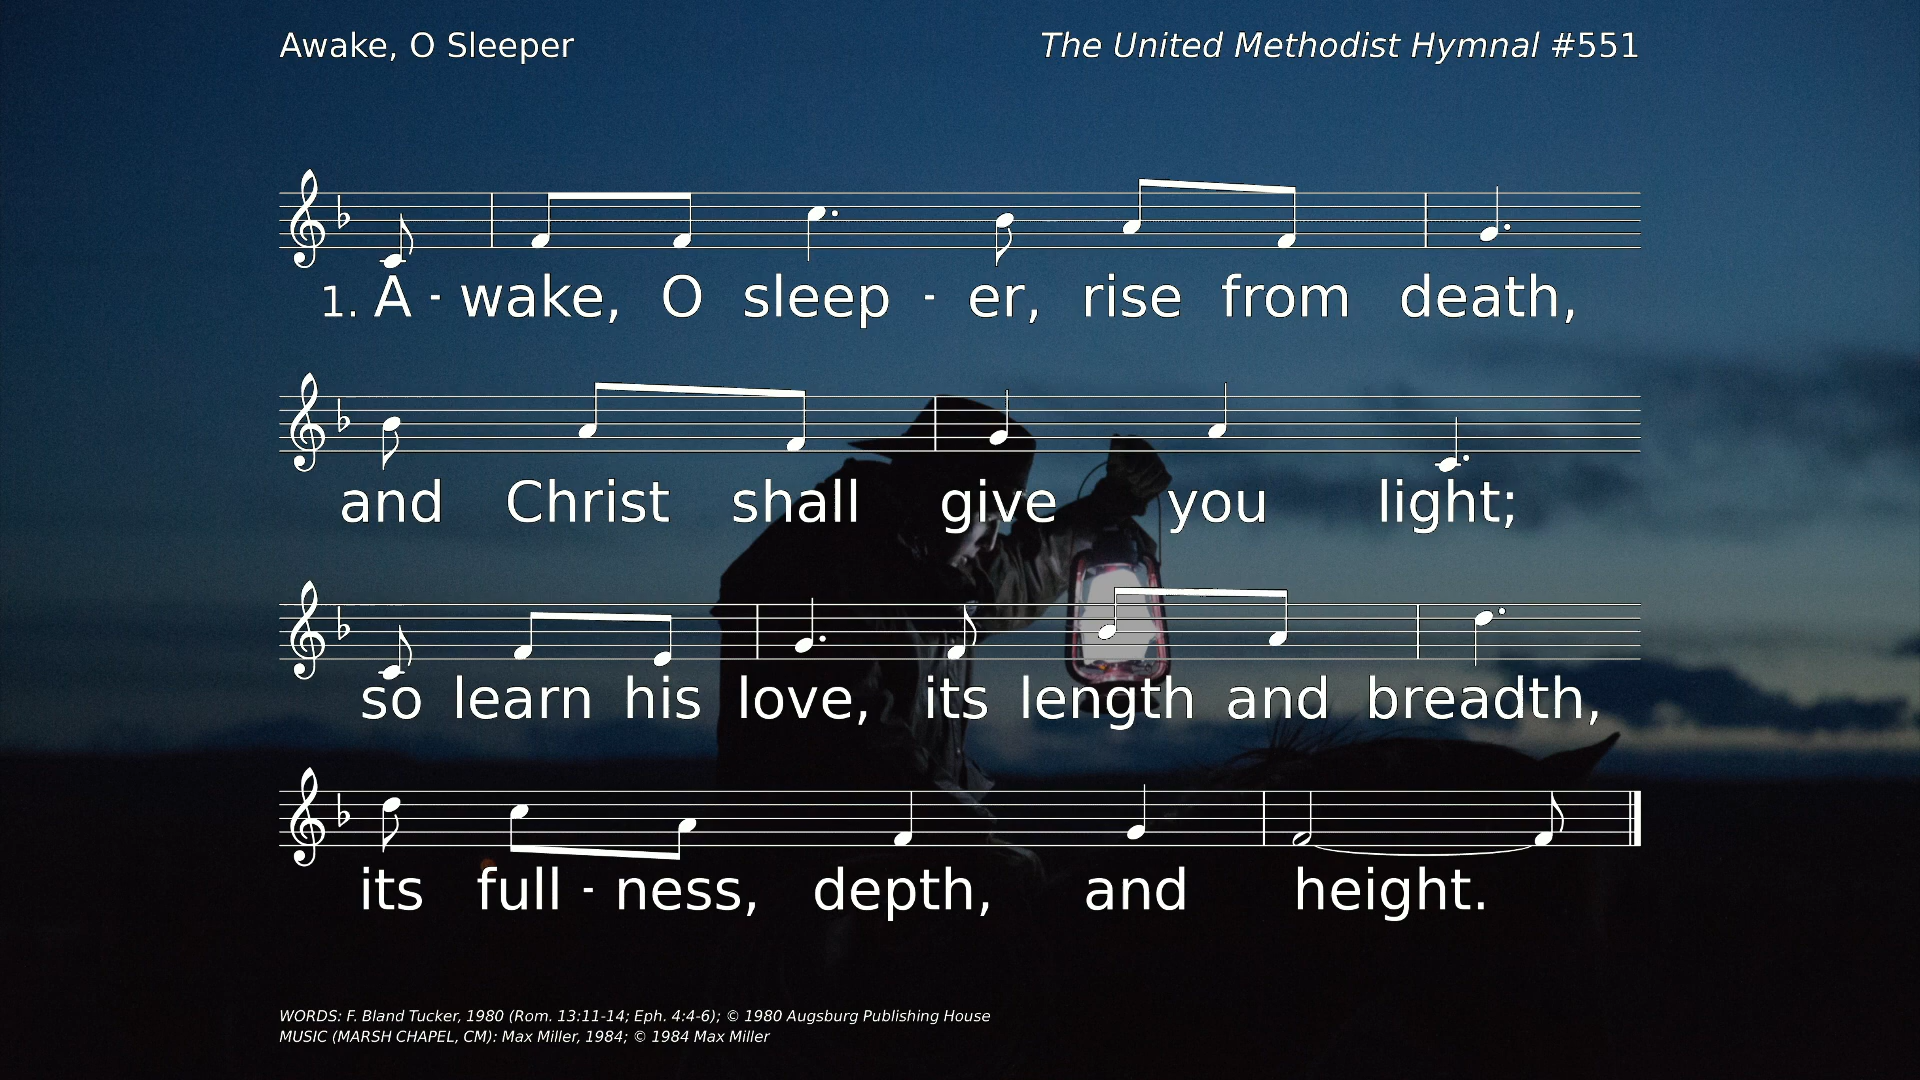 Awake, O Sleeper
The United Methodist Hymnal #551
1. A - wake, O sleep - er, rise from death,
and Christ shall give you light;
so learn his love, its length and breadth,
its full - ness, depth, and height.
WORDS: F. Bland Tucker, 1980 (Rom. 13:11-14; Eph. 4:4-6); © 1980 Augsburg Publishing House
MUSIC (MARSH CHAPEL, CM): Max Miller, 1984; © 1984 Max Miller